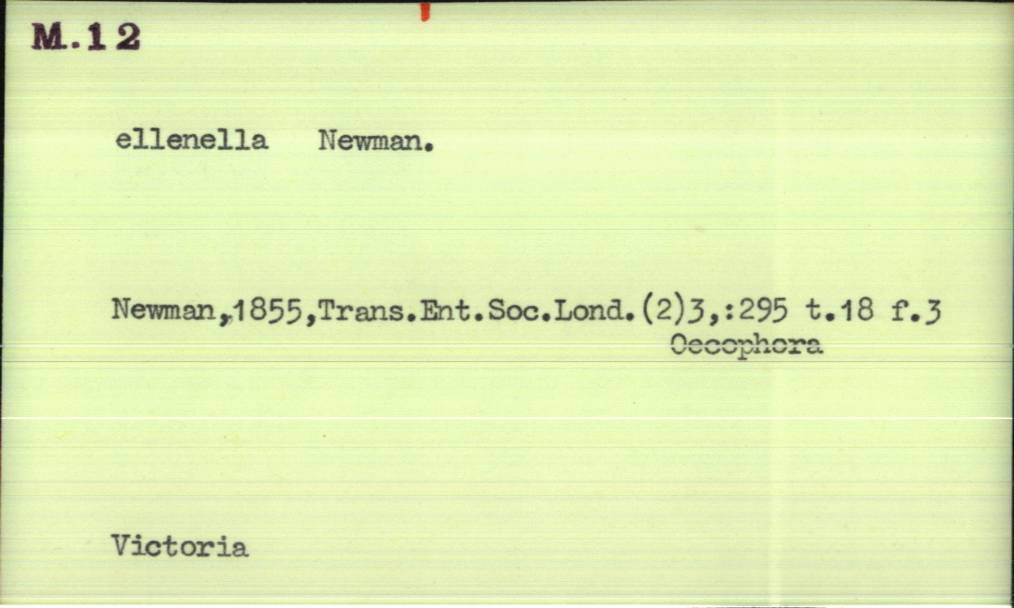 M.12
ellenella Newman.
Newman,1855,Trans.Ent.Soc.Lond.(2)3,:295 t.18 f.3
Oecophora
Victoria